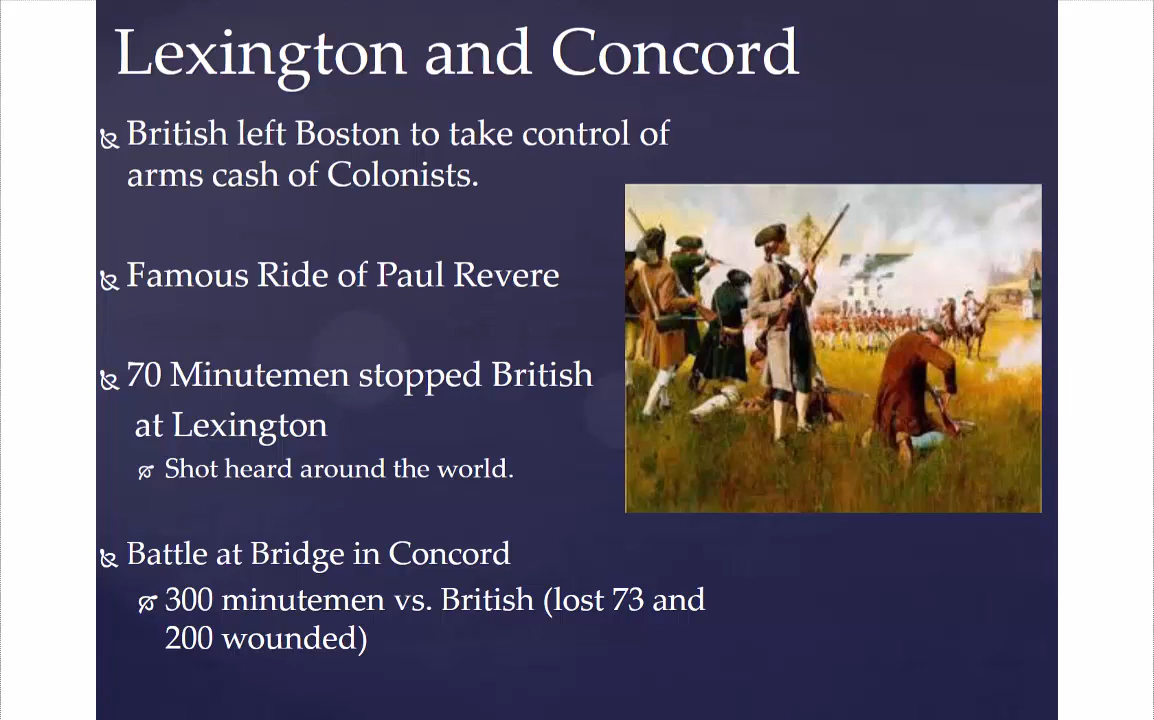 Lexington and Concord
British left Boston to take control of
arms cash of Colonists.
Famous Ride of Paul Revere
70 Minutemen stopped British
at Lexington
Shot heard around the world.
Battle at Bridge in Concord
300 minutemen vs. British (lost 73 and
200 wounded)